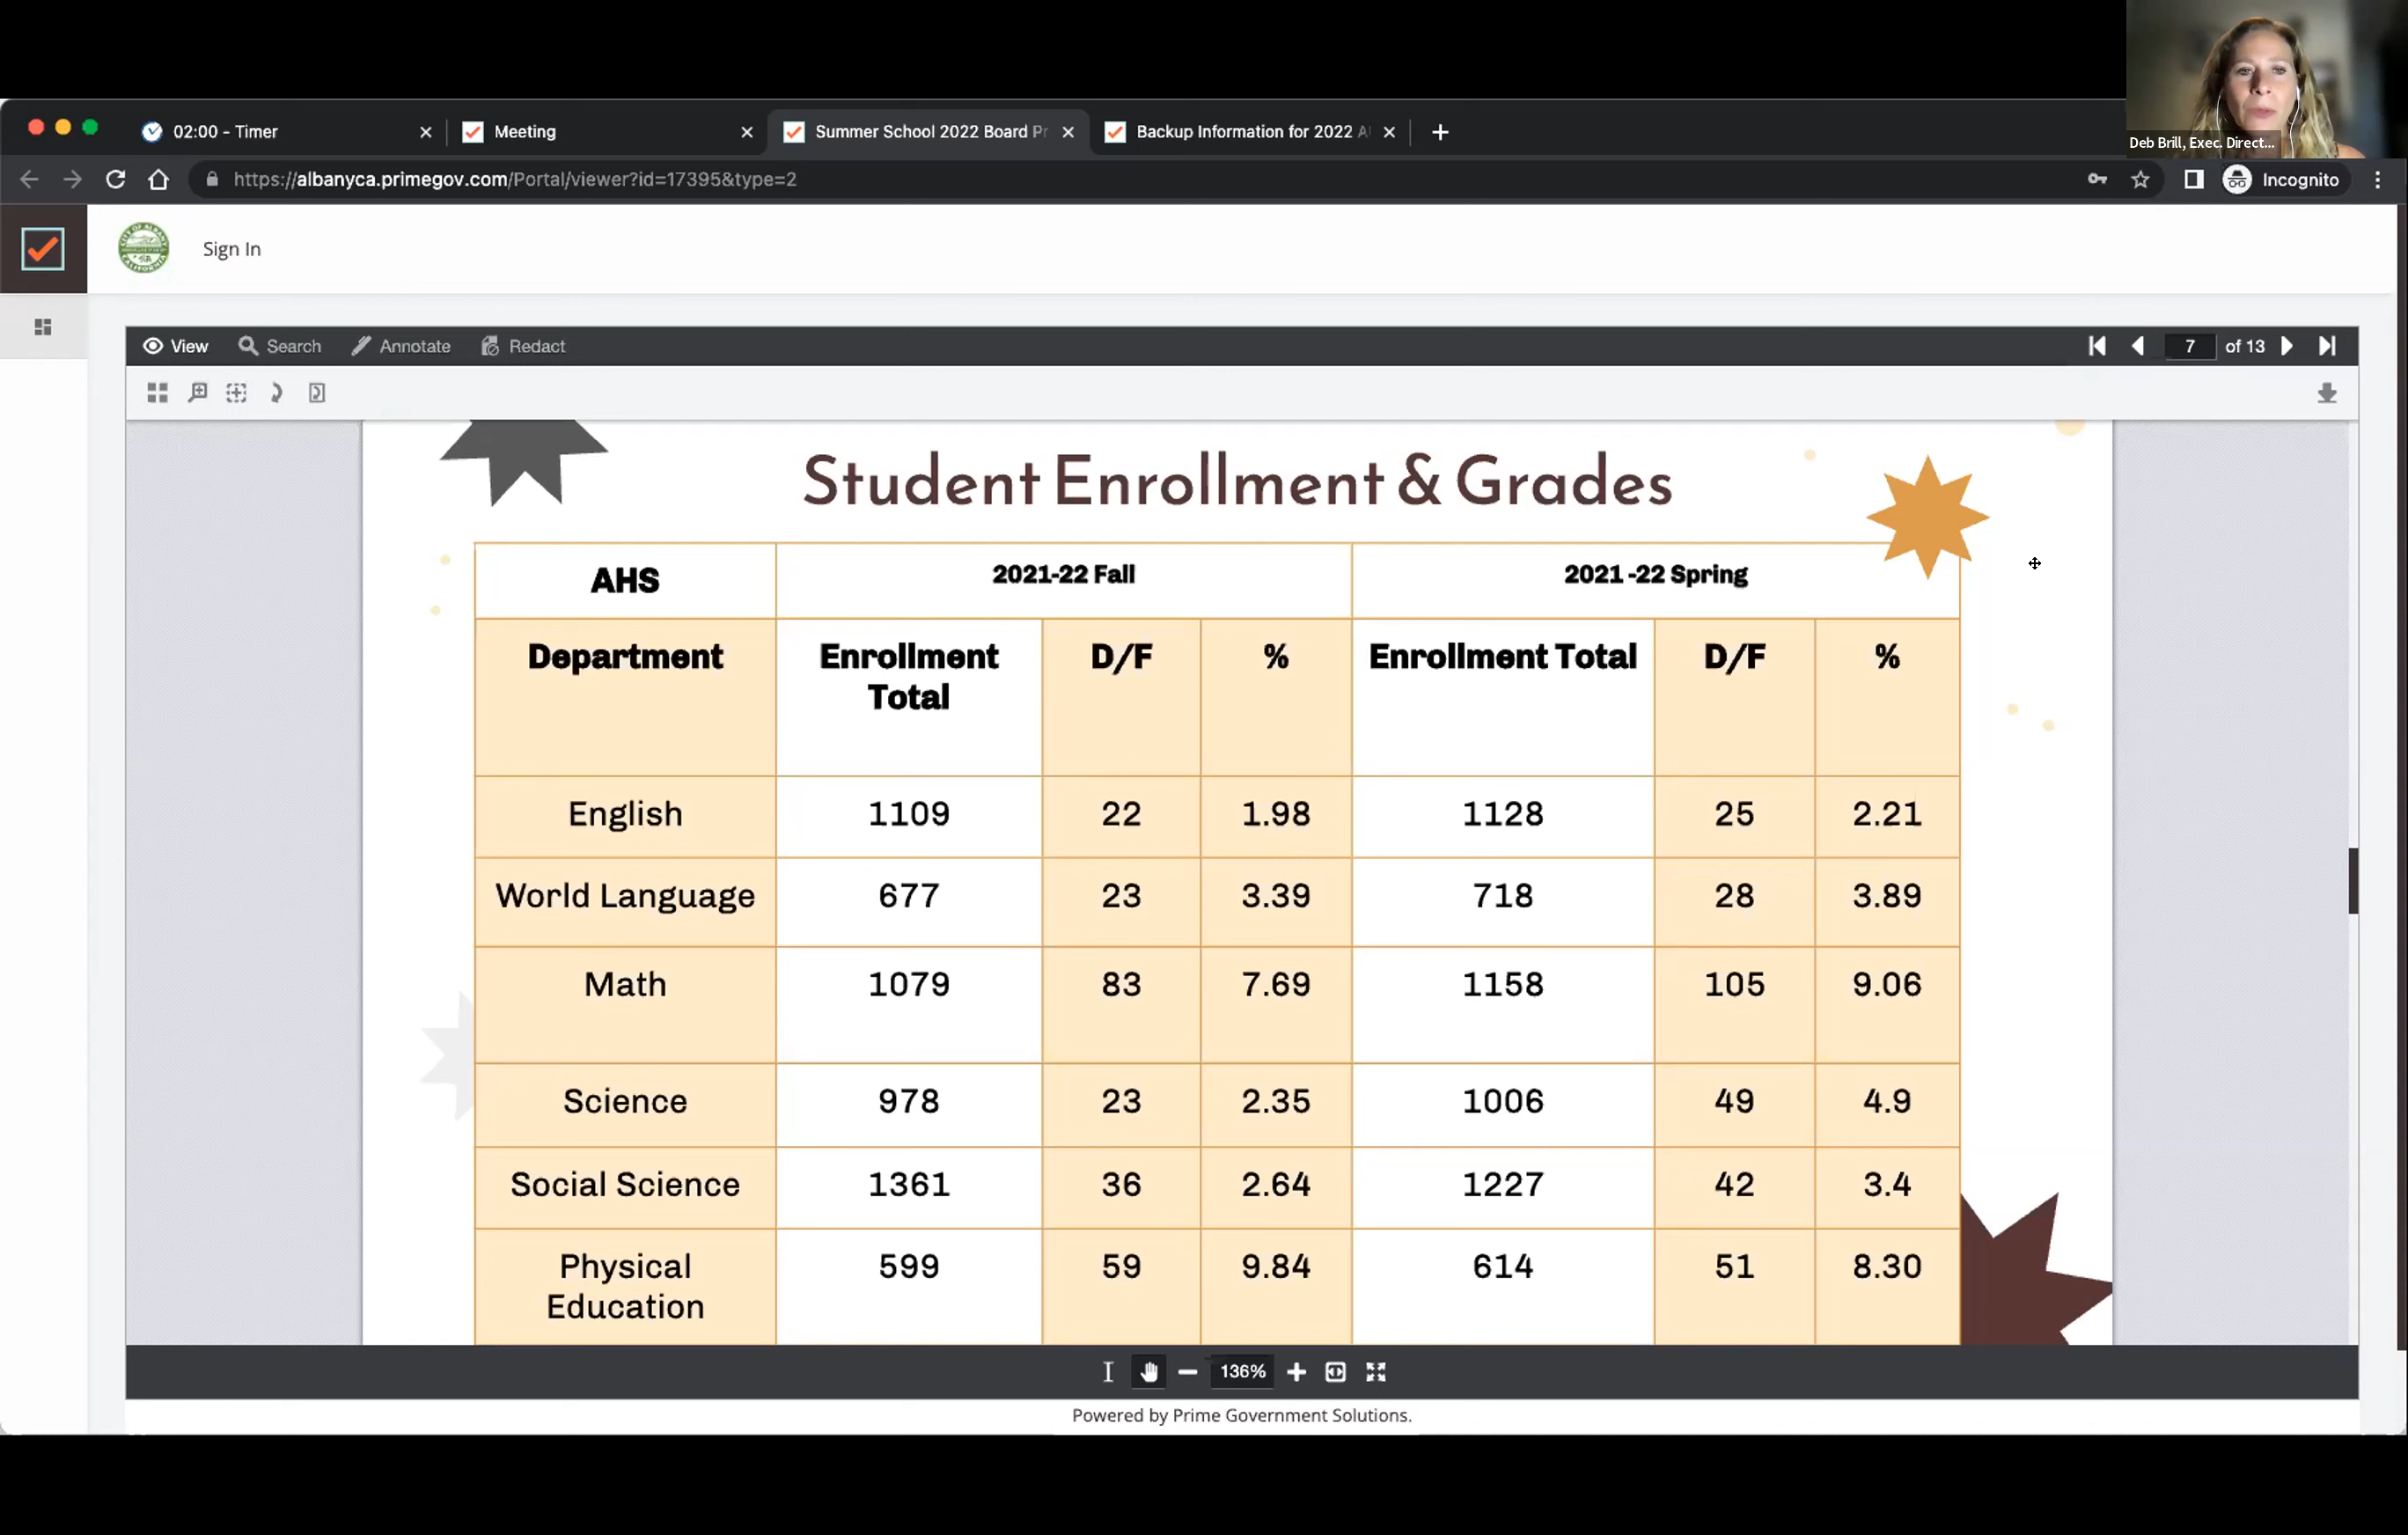 Deb Brill, Exec. Direct...
02:00 - Timer
Meeting
Summer School 2022 Board Pr
Backup Information for 2022 A
https://albanyca.primegov.com/Portal/viewer?id=17395&type=2
Incognito
CITY OF ALBANY
CALIFORNIA
Sign In
View
Search
Annotate
Redact
7 of 13
Student Enrollment & Grades
AHS 2021-22 Fall 2021 -22 Spring
Department Enrollment D/F % Enrollment Total D/F %
Total
English 1109 22 1.98 1128 25 2.21
World Language 677 23 3.39 718 28 3.89
Math 1079 83 7.69 1158 105 9.06
Science 978 23 2.35 1006 49 4.9
Social Science 1361 36 2.64 1227 42 3.4
Physical 599 59 9.84 614 51 8.30
Education
136%
Powered by Prime Government Solutions.